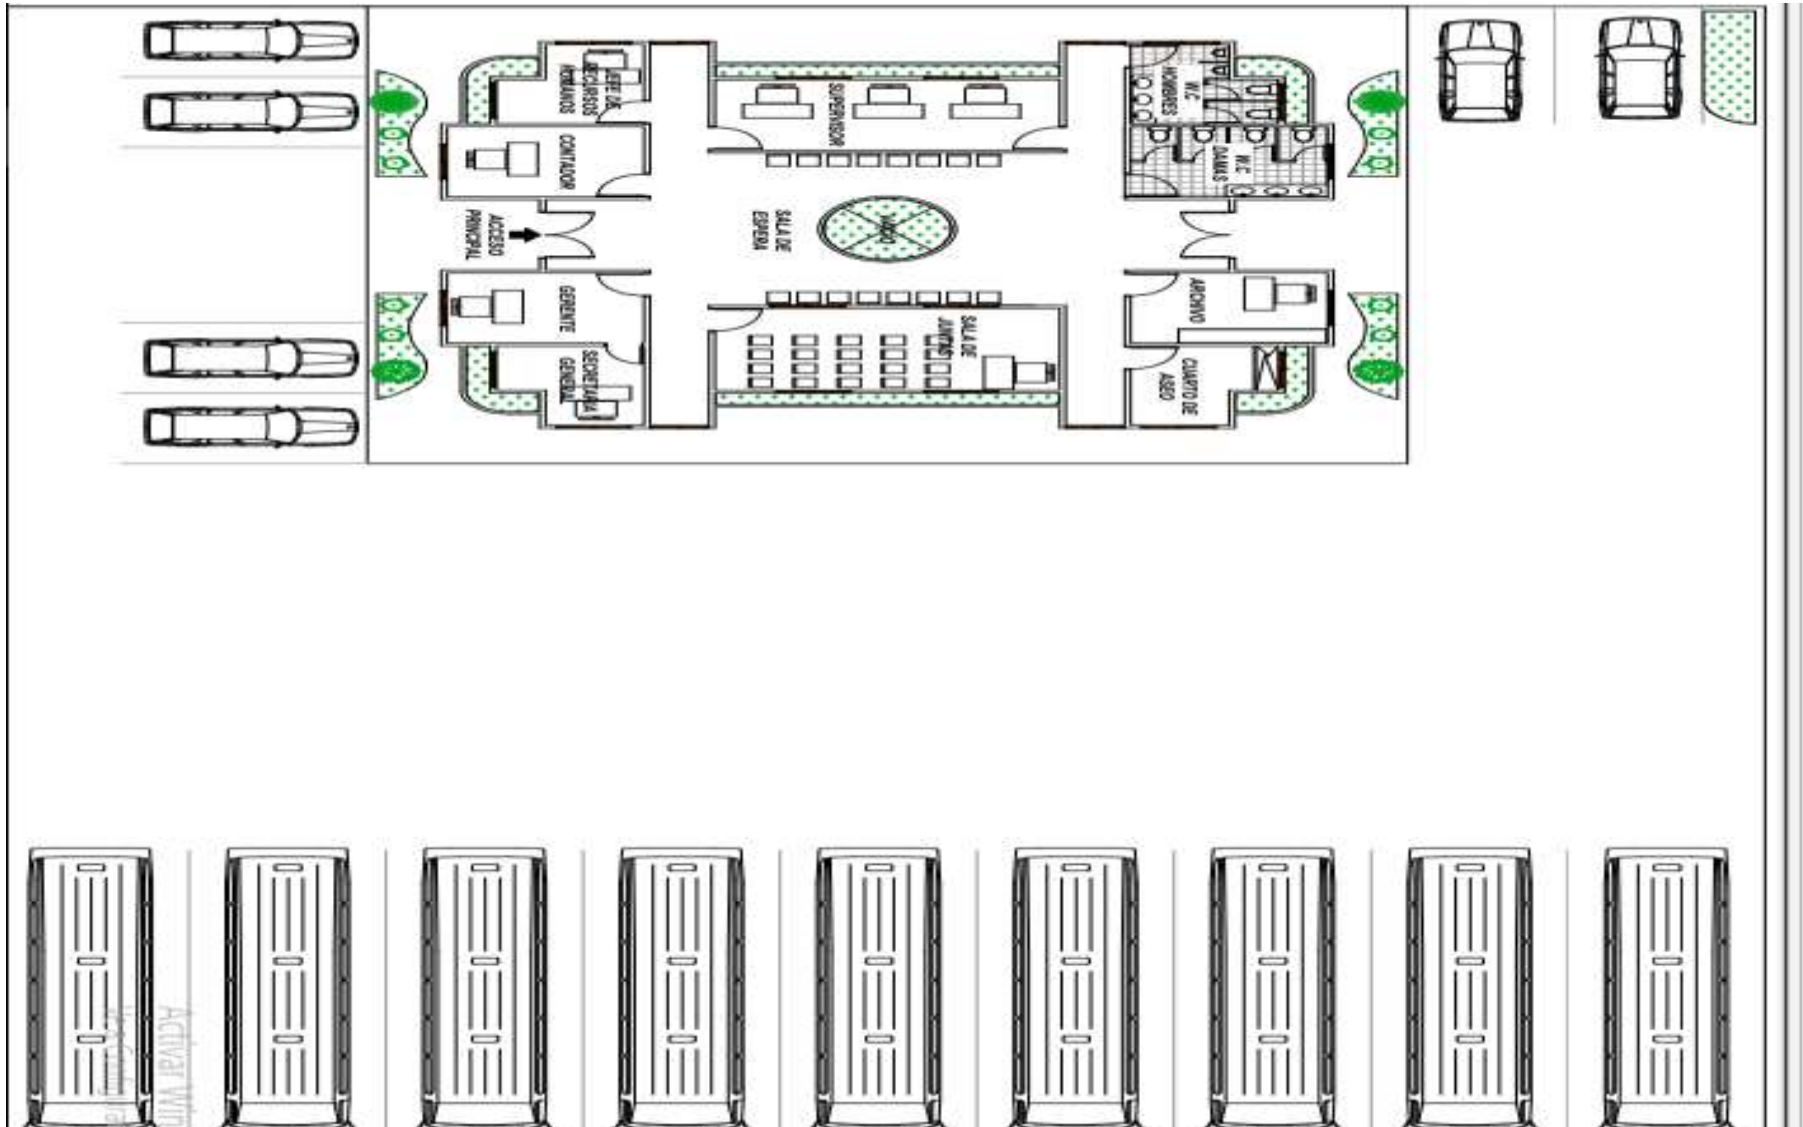 JEFE DE
RECURSOS
HUMANOS
CONTADOR
ACCESO
PRINCIPAL
GERENTE
SECRETARIA
GENERAL
SUPERVISOR
SALA DE
ESPERA
VACIO
SALA DE
JUNTAS
W.C
HOMBRES
W.C
DAMAS
ARCHIVO
CUARTO DE
ASEO
Activar Win